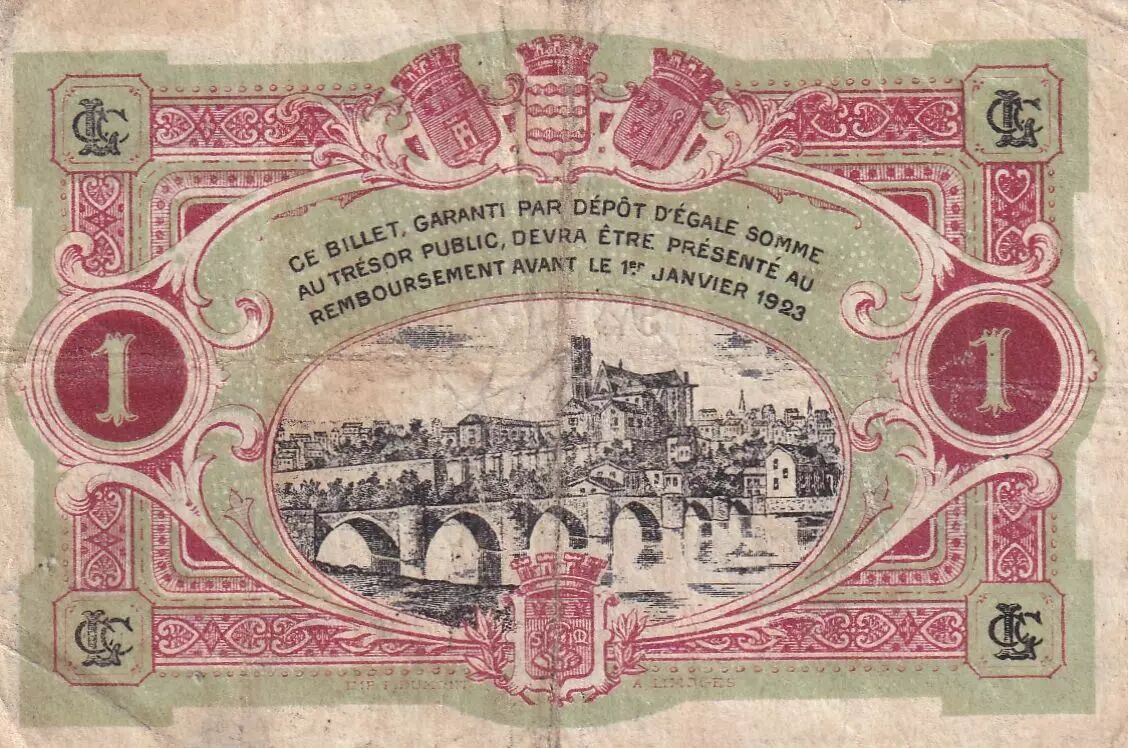 CE BILLET, GARANTI PAR DÉPÔT D'ÉGALE SOMME
AU TRÉSOR PUBLIC, DEVRA ÊTRE PRÉSENTÉ AU
REMBOURSEMENT AVANT LE 1er JANVIER 1923
1
1
A LIMOGES